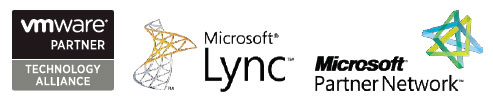 vmware®
PARTNER
TECHNOLOGY
ALLIANCE
Microsoft®
Lync™
Microsoft®
Partner Network™